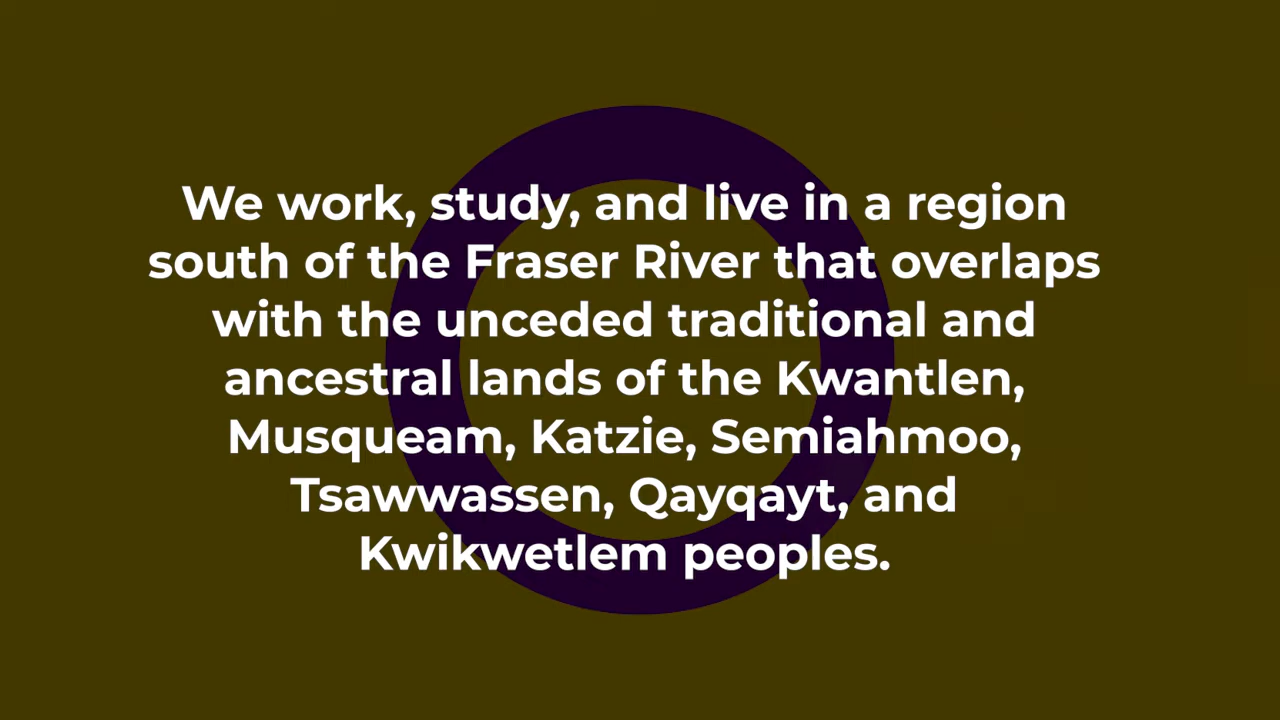 We work, study, and live in a region
south of the Fraser River that overlaps
with the unceded traditional and
ancestral lands of the Kwantlen,
Musqueam, Katzie, Semiahmoo,
Tsawwassen, Qayqayt, and
Kwikwetlem peoples.